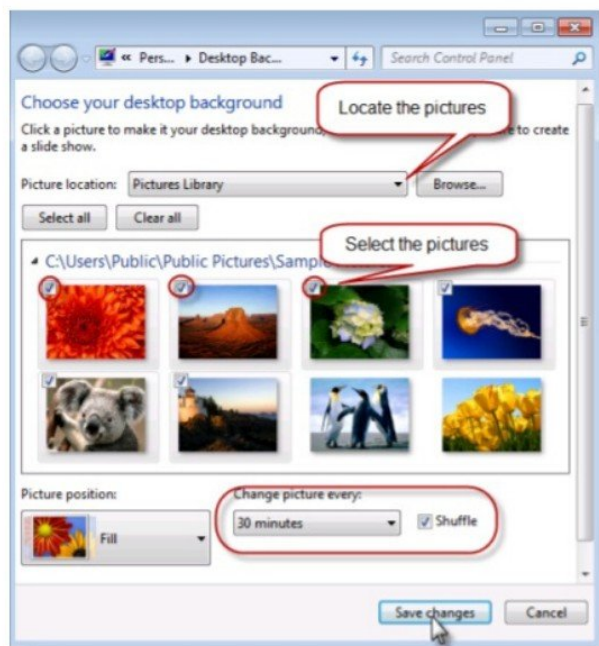 « Pers... ▸ Desktop Bac...
Search Control Panel
Choose your desktop background
Locate the pictures
Click a picture to make it your desktop background, re to create
a slide show.
Picture location: Pictures Library Browse...
Select all Clear all
Select the pictures
C:\Users\Public\Public Pictures\Samp
Picture position: Change picture every:
Fill 30 minutes Shuffle
Save changes Cancel